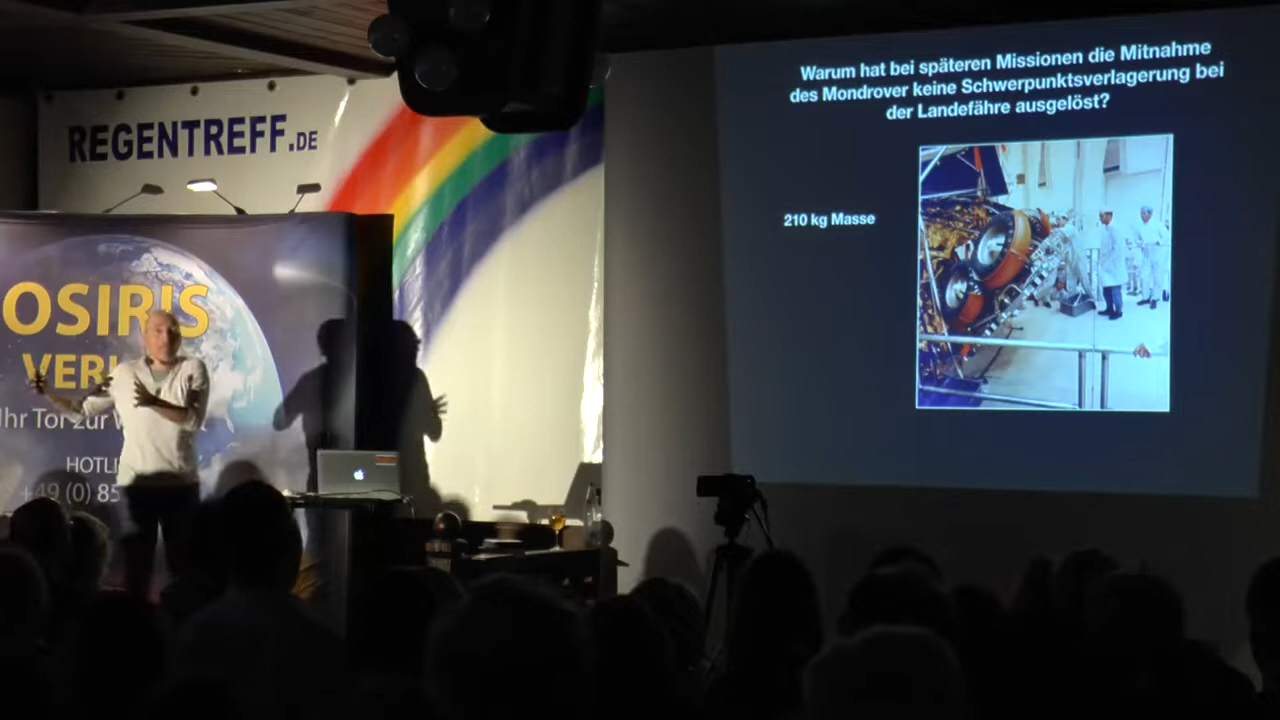 REGENTREFF.DE
OSIRIS
VER
Ihr Tor zur
HOTLI
+49 (0) 85
Warum hat bei späteren Missionen die Mitnahme
des Mondrover keine Schwerpunktsverlagerung bei
der Landefähre ausgelöst?
210 kg Masse